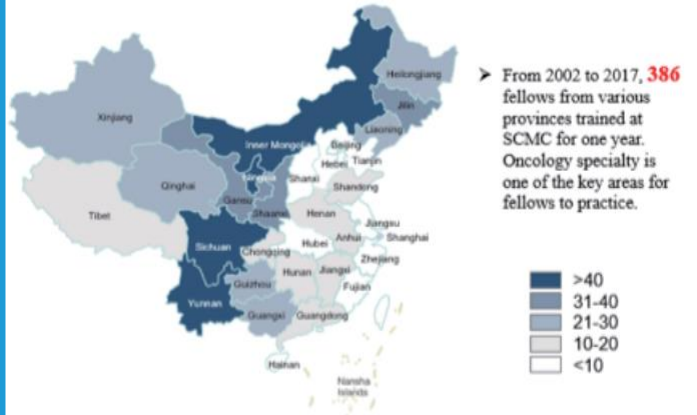 Heilongjiang
Jilin
Liaoning
Xinjiang
Inner Mongolia
Beijing
Hebei
Tianjin
Ningxia
Shanxi
Shandong
Qinghai
Gansu
Shaanxi
Henan
Jiangsu
Tibet
Anhui
Shanghai
Sichuan
Hubei
Chongqing
Zhejiang
Hunan
Jiangxi
Guizhou
Fujian
Yunnan
Guangxi
Guangdong
Hainan
Nansha
Islands
➢ From 2002 to 2017, 386
fellows from various
provinces trained at
SCMC for one year.
Oncology specialty is
one of the key areas for
fellows to practice.
>40
31-40
21-30
10-20
<10